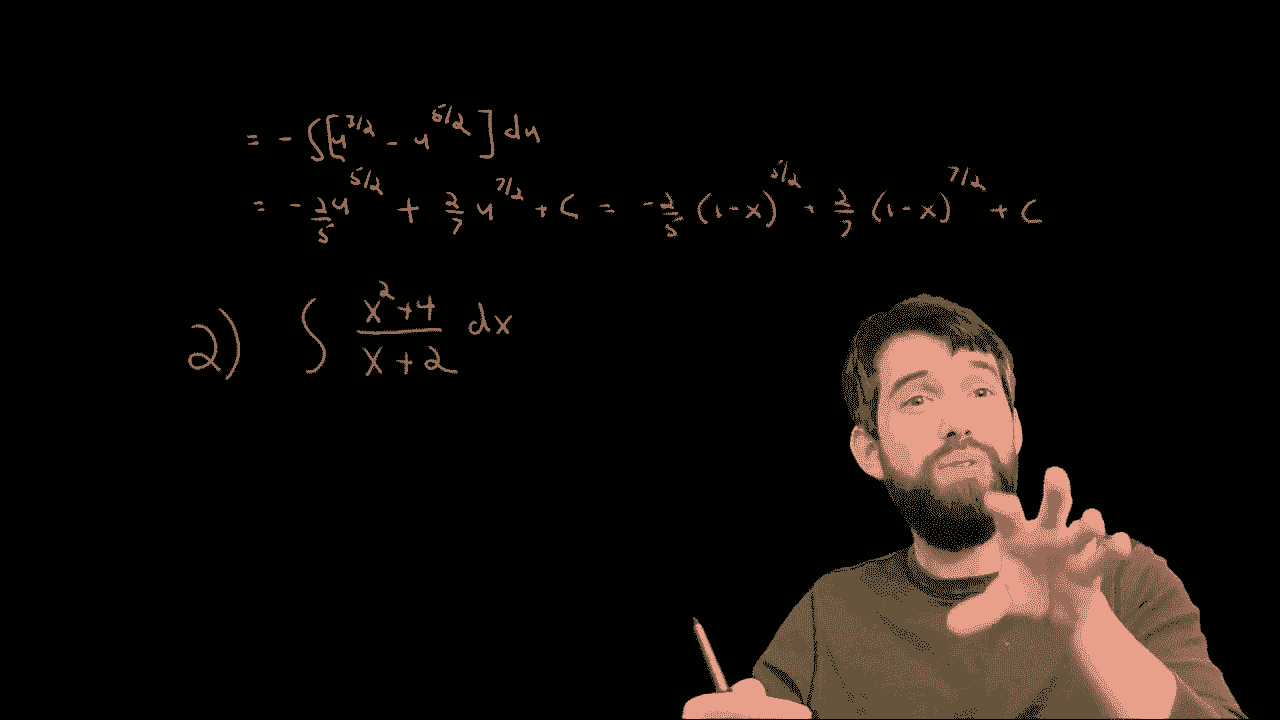 = - ∫[u^{3/2} - u^{5/2}] du
= - 2/5 u^{5/2} + 2/7 u^{7/2} + C = - 2/5 (1-x)^{5/2} + 2/7 (1-x)^{7/2} + C
2) ∫ (x^2+4)/(x+2) dx